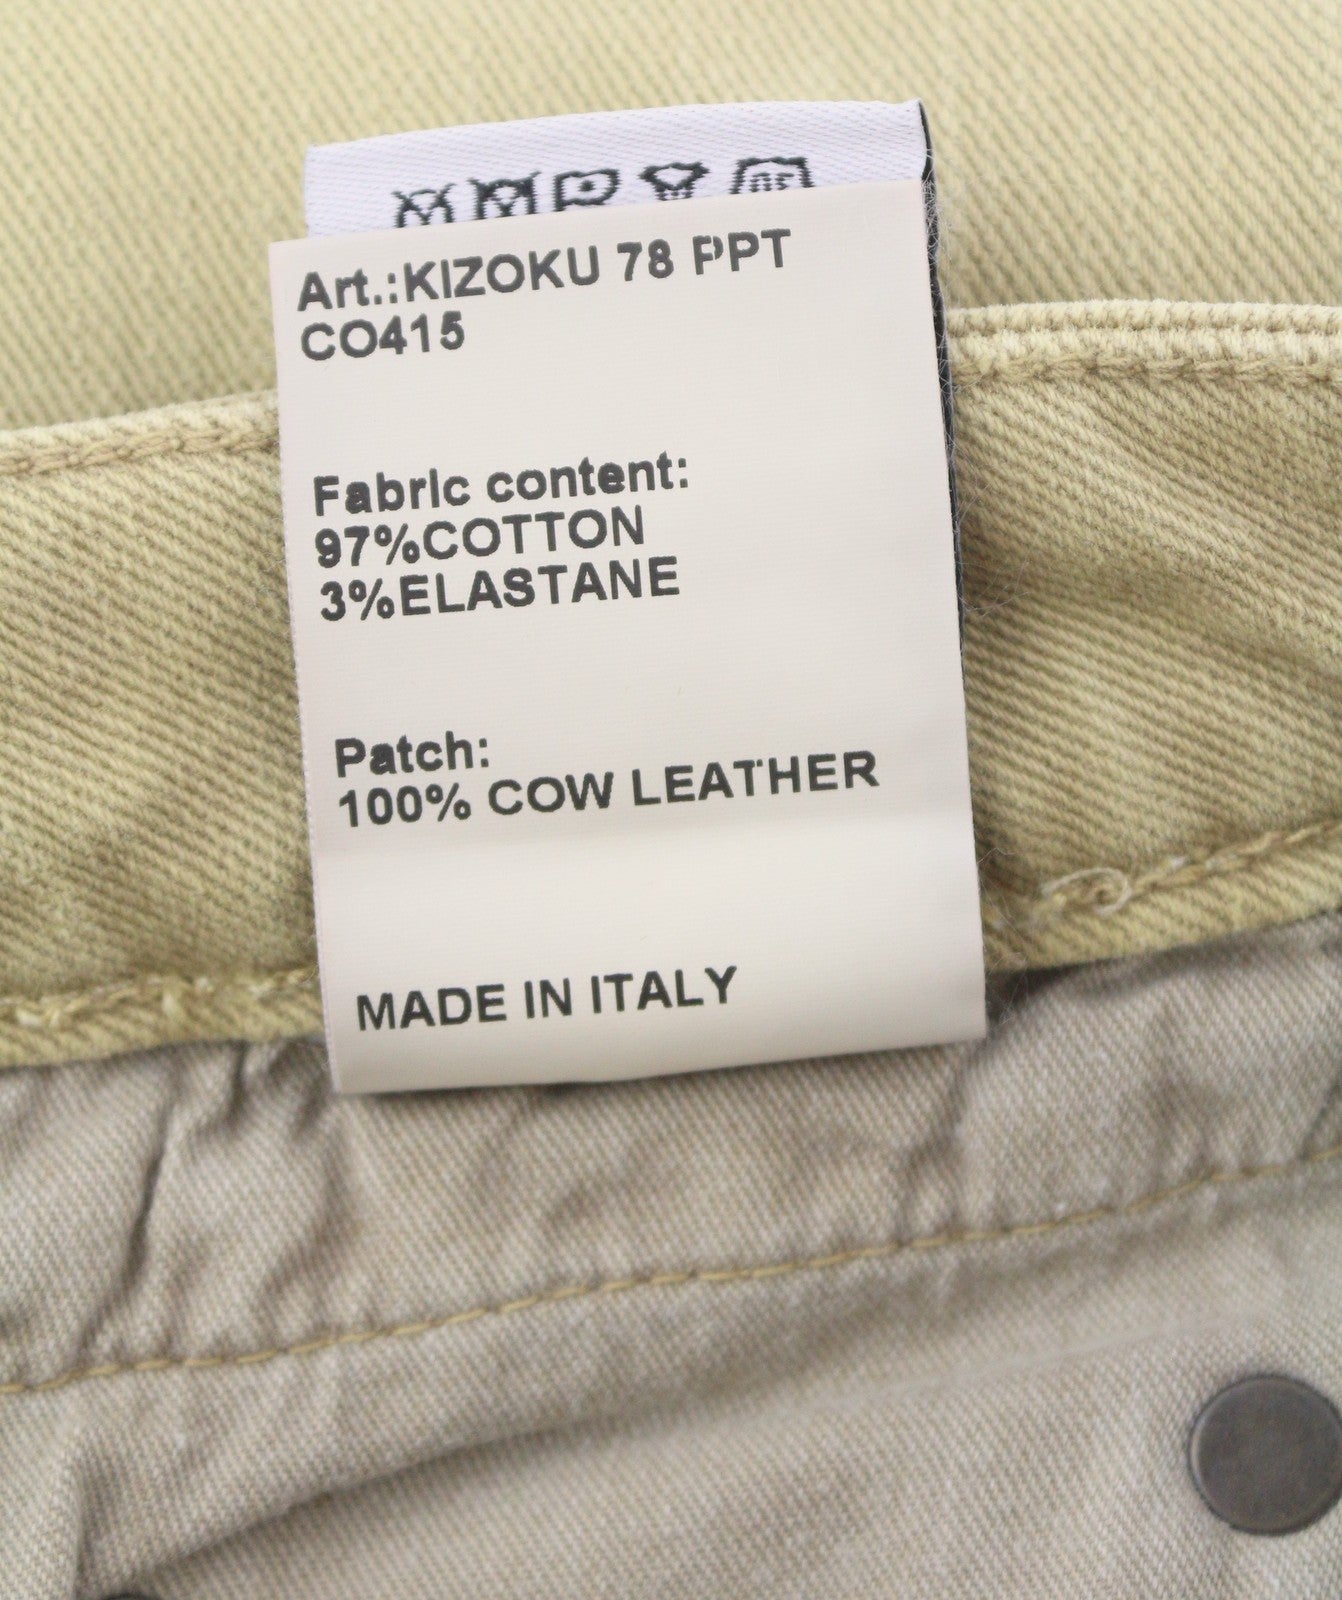 Art.:KIZOKU 78 PPT
CO415
Fabric content:
97%COTTON
3%ELASTANE
Patch:
100% COW LEATHER
MADE IN ITALY